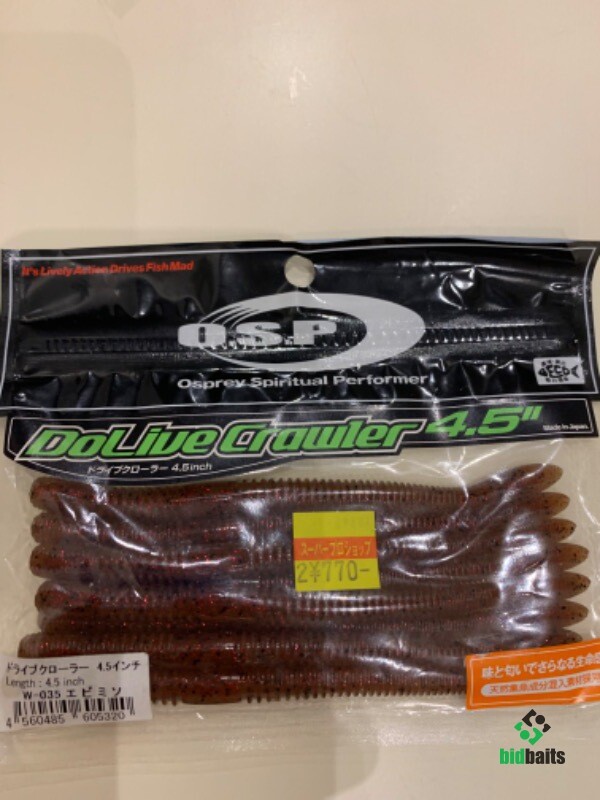 It's Lively Action Drives Fish Mad
O.S.P
Osprey Spiritual Performer
FECO
DoLive Crawler 4.5"
Made In Japan
ドライブクローラー 4.5inch
スーパープロショップ
2¥770-
ドライブクローラー 4.5インチ
Length : 4.5 inch
W-035 エビミソ
4 560485 605320
味と匂いでさらなる生命感
bidbaits